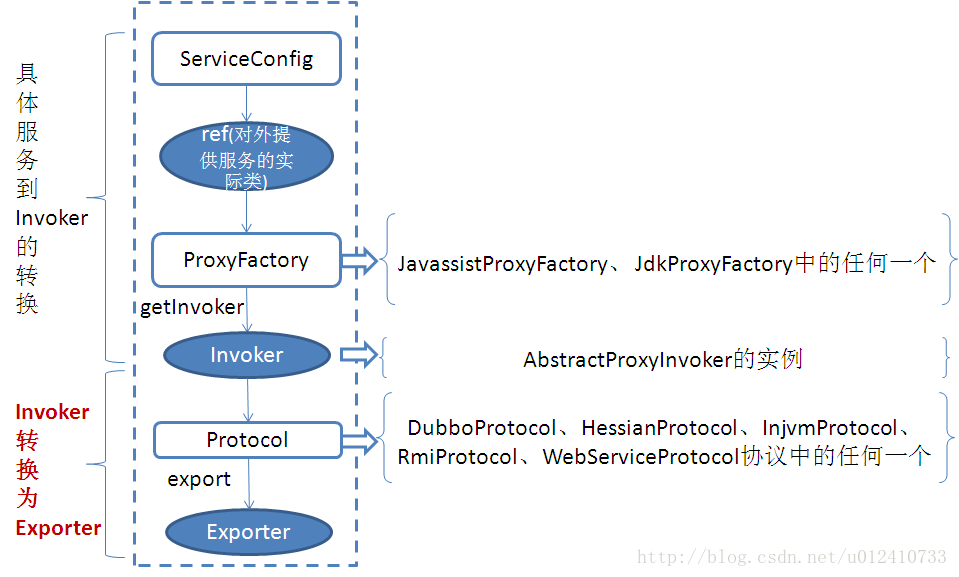 具
体
服
务
到
Invoker
的
转
换
ServiceConfig
ref(对外提
供服务的实
际类)
ProxyFactory
JavassistProxyFactory、JdkProxyFactory中的任何一个
getInvoker
Invoker
AbstractProxyInvoker的实例
Invoker
转
换
为
Exporter
Protocol
DubboProtocol、HessianProtocol、InjvmProtocol、
RmiProtocol、WebServiceProtocol协议中的任何一个
export
Exporter
http://blog.csdn.net/u012410733